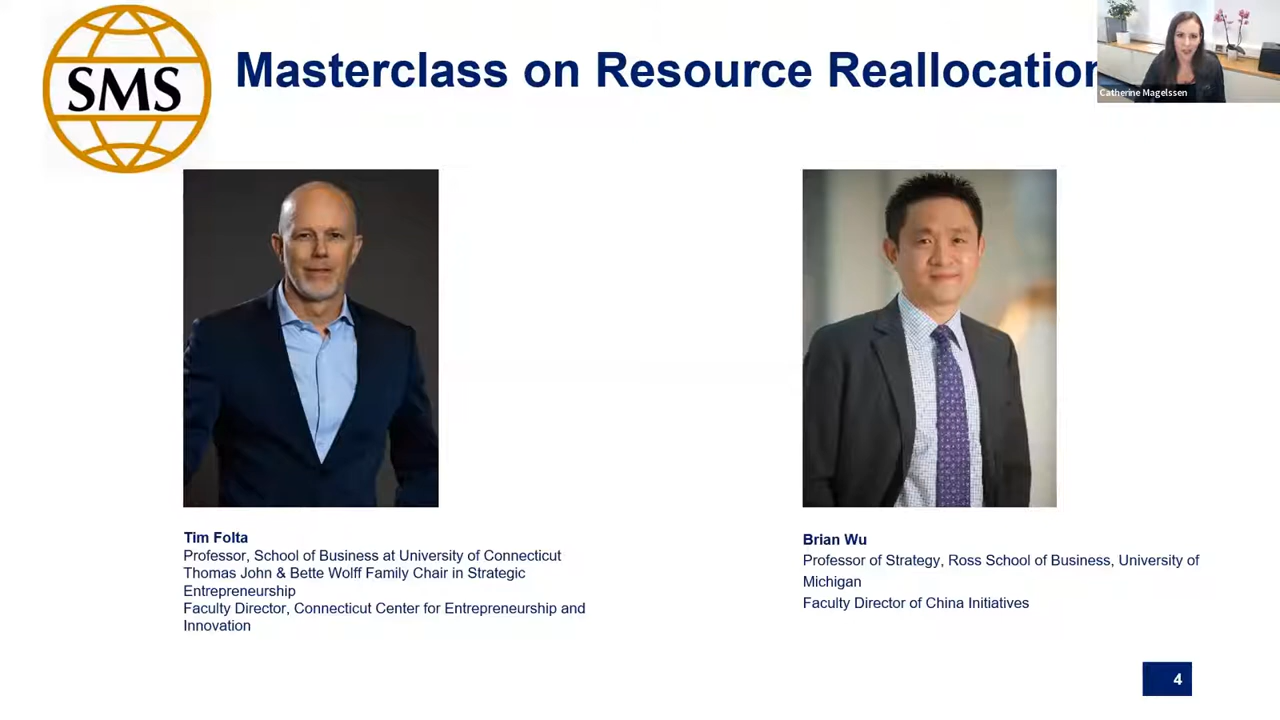 SMS
Masterclass on Resource Reallocation
Catherine Magelssen
Tim Folta
Professor, School of Business at University of Connecticut
Thomas John & Bette Wolff Family Chair in Strategic
Entrepreneurship
Faculty Director, Connecticut Center for Entrepreneurship and
Innovation
Brian Wu
Professor of Strategy, Ross School of Business, University of
Michigan
Faculty Director of China Initiatives
4